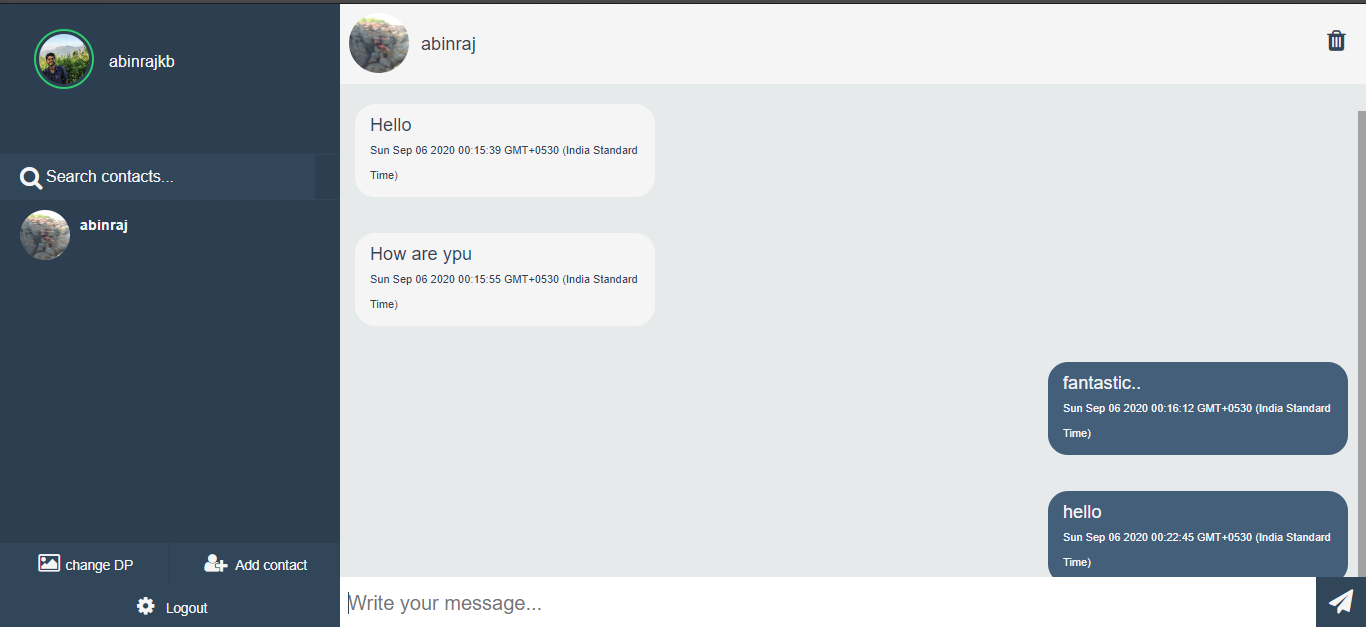 abinrajkb
Search contacts...
abinraj
change DP
Add contact
Logout
abinraj
Hello
Sun Sep 06 2020 00:15:39 GMT+0530 (India Standard
Time)
How are ypu
Sun Sep 06 2020 00:15:55 GMT+0530 (India Standard
Time)
fantastic..
Sun Sep 06 2020 00:16:12 GMT+0530 (India Standard
Time)
hello
Sun Sep 06 2020 00:22:45 GMT+0530 (India Standard
Time)
Write your message...